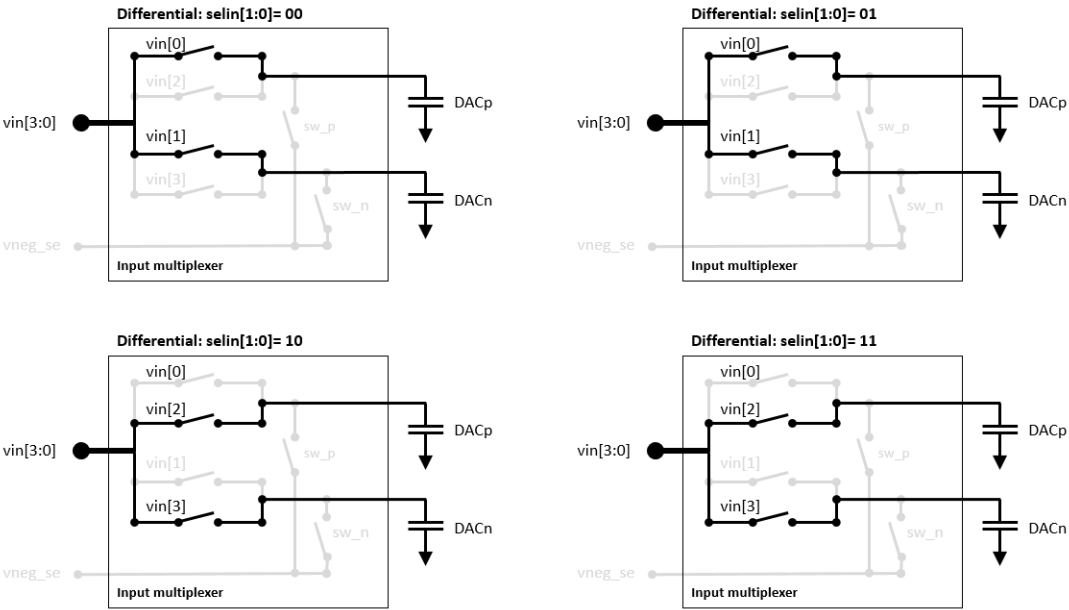 Differential: selin[1:0]= 00
vin[0]
vin[2]
DACp
vin[3:0]
sw_p
vin[1]
vin[3]
DACn
sw_n
vneg_se
Input multiplexer
Differential: selin[1:0]= 01
vin[0]
vin[2]
DACp
vin[3:0]
sw_p
vin[1]
vin[3]
DACn
sw_n
vneg_se
Input multiplexer
Differential: selin[1:0]= 10
vin[0]
vin[2]
DACp
vin[3:0]
sw_p
vin[1]
vin[3]
DACn
sw_n
vneg_se
Input multiplexer
Differential: selin[1:0]= 11
vin[0]
vin[2]
DACp
vin[3:0]
sw_p
vin[1]
vin[3]
DACn
sw_n
vneg_se
Input multiplexer